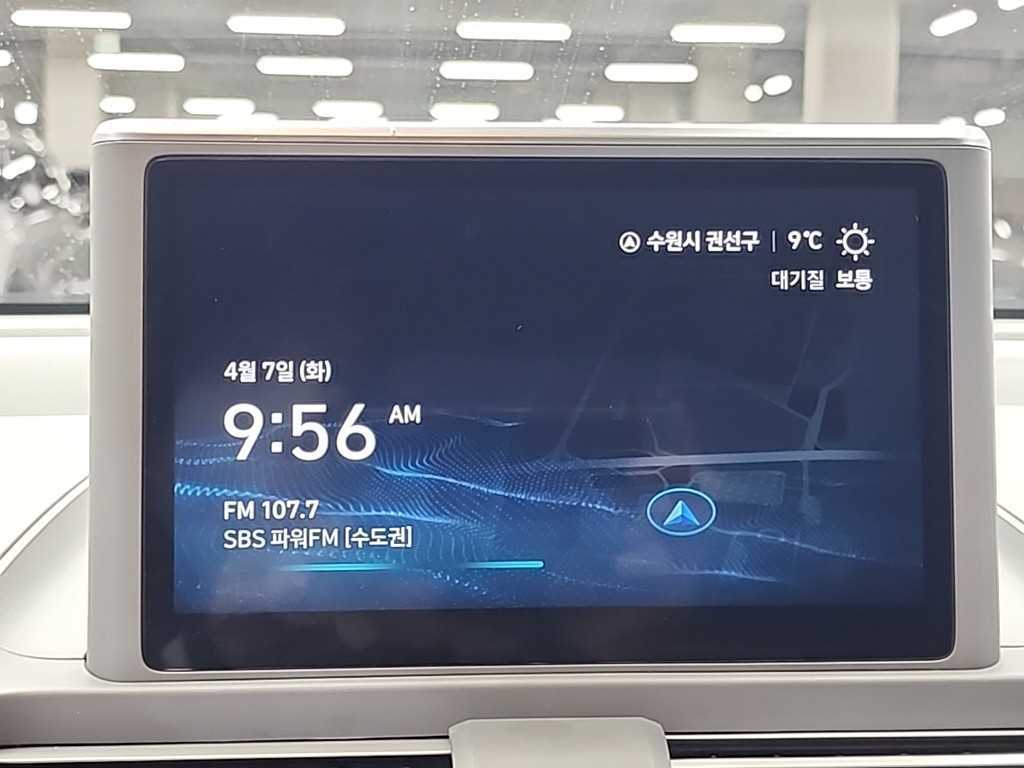 수원시 권선구 | 9℃
대기질 보통
4월 7일 (화)
9:56 AM
FM 107.7
SBS 파워FM [수도권]